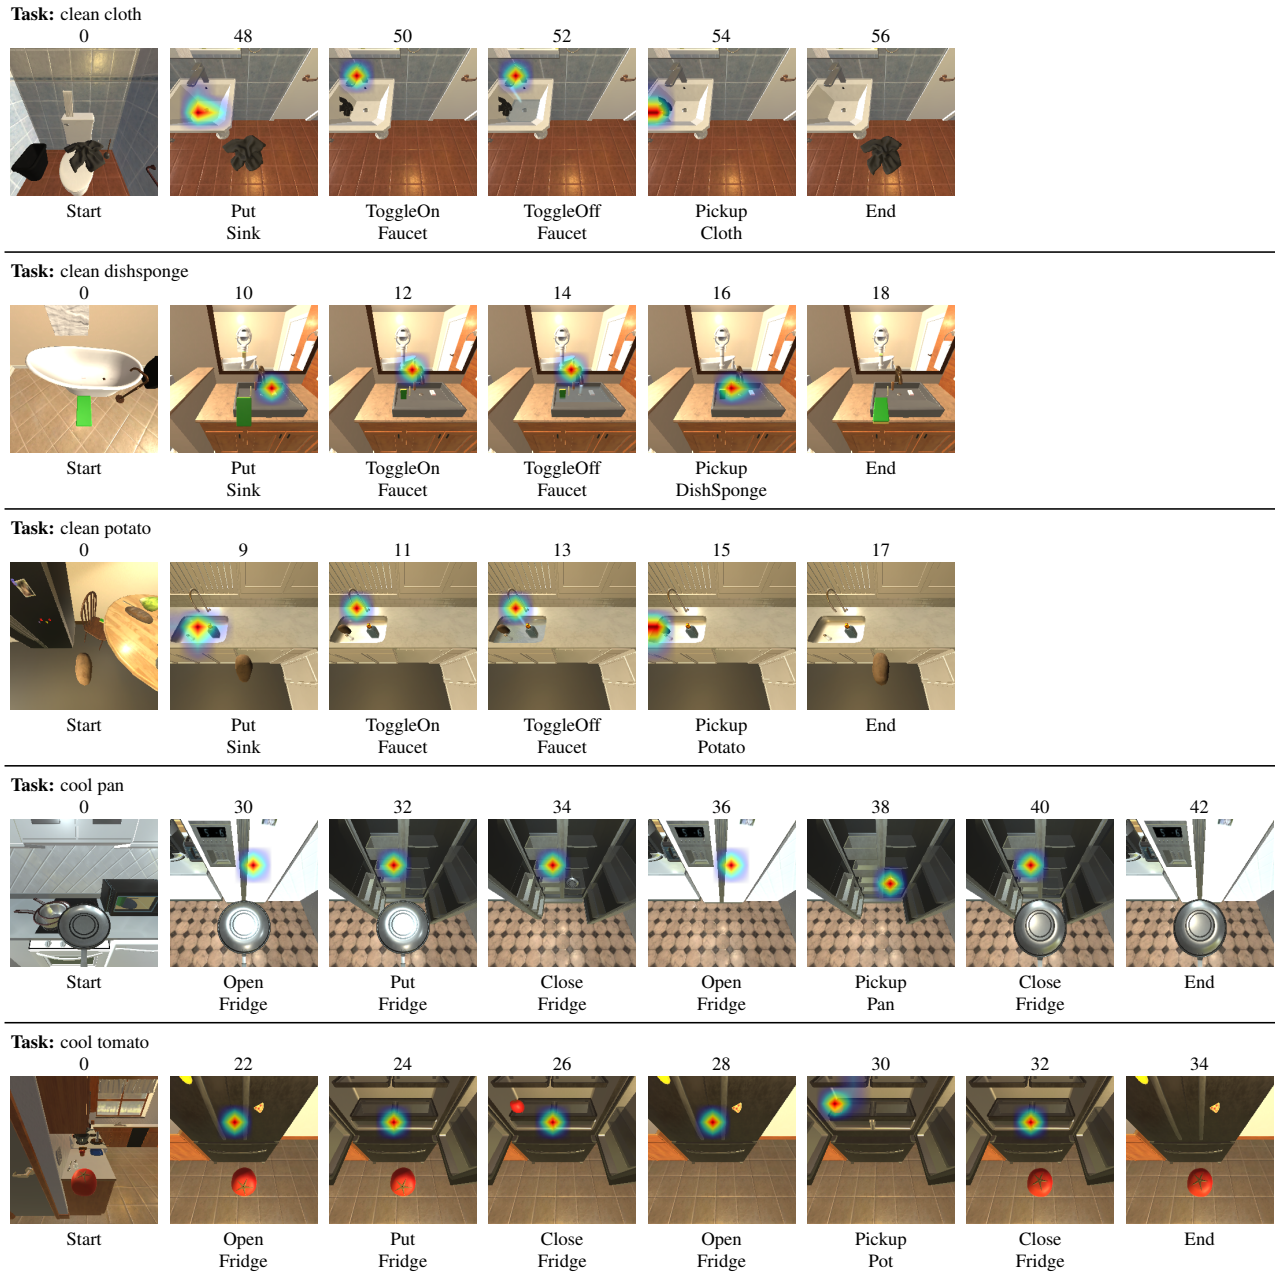 Task: clean cloth
0 48 50 52 54 56
Start Put ToggleOn ToggleOff Pickup End
Sink Faucet Faucet Cloth
Task: clean dishsponge
0 10 12 14 16 18
Start Put ToggleOn ToggleOff Pickup End
Sink Faucet Faucet DishSponge
Task: clean potato
0 9 11 13 15 17
Start Put ToggleOn ToggleOff Pickup End
Sink Faucet Faucet Potato
Task: cool pan
0 30 32 34 36 38 40 42
Start Open Put Close Open Pickup Close End
Fridge Fridge Fridge Fridge Pan Fridge
Task: cool tomato
0 22 24 26 28 30 32 34
Start Open Put Close Open Pickup Close End
Fridge Fridge Fridge Fridge Pot Fridge